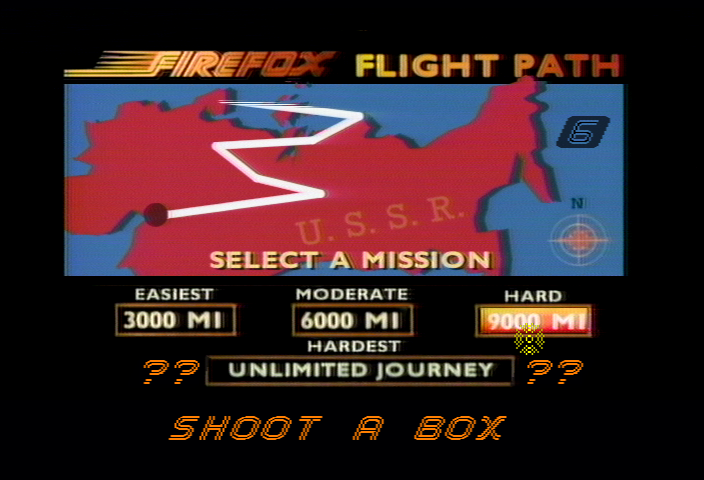 FIREFOX FLIGHT PATH
6
N
U.S.S.R.
SELECT A MISSION
EASIEST MODERATE HARD
3000 MI 6000 MI 9000 MI
HARDEST
?? UNLIMITED JOURNEY ??
SHOOT A BOX